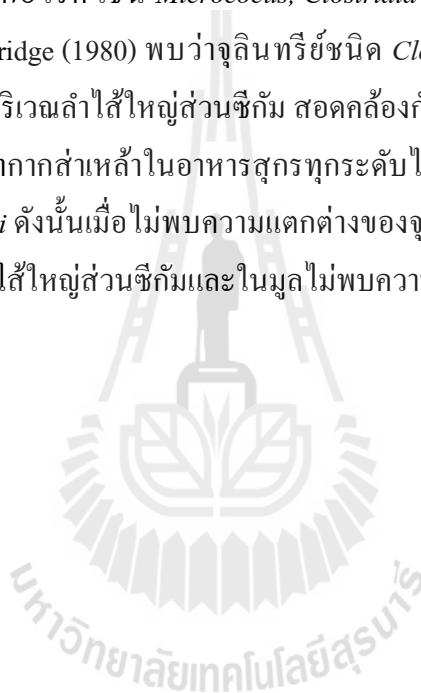 Micrococcus, Clostridia
ridge (1980) พบว่าจุลินทรีย์ชนิด Clo
ริเวณลำไส้ใหญ่ส่วนซีกัม สอดคล้องกั
ากากส่าเหล้าในอาหารสุกรทุกระดับไ
i ดังนั้นเมื่อไม่พบความแตกต่างของจุ
ไส้ใหญ่ส่วนซีกัมและในมูลไม่พบควา
มหาวิทยาลัยเทคโนโลยีสุรนารี